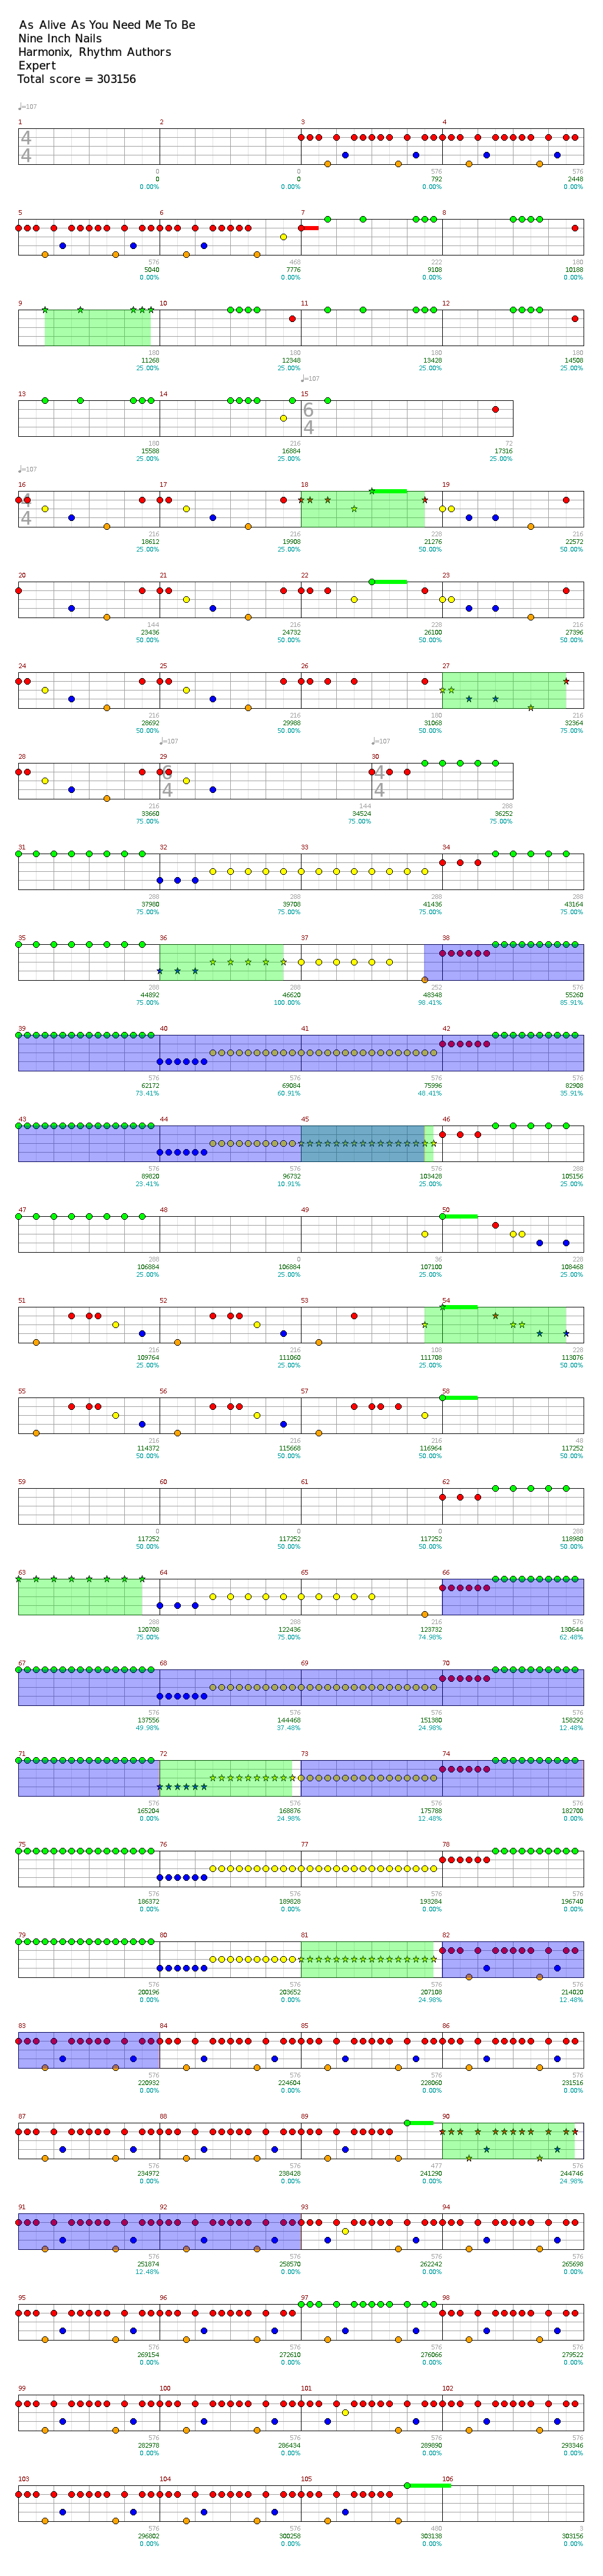 As Alive As You Need Me To Be
Nine Inch Nails
Harmonix, Rhythm Authors
Expert
Total score = 303156
♩=107
1 2 3 4
4
4
0 0 576 576
0 0 792 2448
0.00% 0.00% 0.00% 0.00%
5 6 7 8
576 468 222 180
5040 7776 9108 10188
0.00% 0.00% 0.00% 0.00%
9 10 11 12
180 180 180 180
11268 12348 13428 14508
25.00% 25.00% 25.00% 25.00%
♩=107
13 14 15
6
4
180 216 72
15588 16884 17316
25.00% 25.00% 25.00%
♩=107
16 17 18 19
4
4
216 216 228 216
18612 19908 21276 22572
25.00% 25.00% 50.00% 50.00%
20 21 22 23
144 216 228 216
23436 24732 26100 27396
50.00% 50.00% 50.00% 50.00%
24 25 26 27
216 216 180 216
28692 29988 31068 32364
50.00% 50.00% 50.00% 75.00%
♩=107 ♩=107
28 29 30
6 4
4 4
216 144 288
33660 34524 36252
75.00% 75.00% 75.00%
31 32 33 34
288 288 288 288
37980 39708 41436 43164
75.00% 75.00% 75.00% 75.00%
35 36 37 38
288 288 252 576
44892 46620 48348 55260
75.00% 100.00% 98.41% 85.91%
39 40 41 42
576 576 576 576
62172 69084 75996 82908
73.41% 60.91% 48.41% 35.91%
43 44 45 46
576 576 576 288
89820 96732 103428 105156
23.41% 10.91% 25.00% 25.00%
47 48 49 50
288 0 36 228
106884 106884 107100 108468
25.00% 25.00% 25.00% 25.00%
51 52 53 54
216 216 108 228
109764 111060 111708 113076
25.00% 25.00% 25.00% 50.00%
55 56 57 58
216 216 216 48
114372 115668 116964 117252
50.00% 50.00% 50.00% 50.00%
59 60 61 62
0 0 0 288
117252 117252 117252 118980
50.00% 50.00% 50.00% 50.00%
63 64 65 66
288 288 216 576
120708 122436 123732 130644
75.00% 75.00% 74.98% 62.48%
67 68 69 70
576 576 576 576
137556 144468 151380 158292
49.98% 37.48% 24.98% 12.48%
71 72 73 74
576 576 576 576
165204 168876 175788 182700
0.00% 24.98% 12.48% 0.00%
75 76 77 78
576 576 576 576
186372 189828 193284 196740
0.00% 0.00% 0.00% 0.00%
79 80 81 82
576 576 576 576
200196 203652 207108 214020
0.00% 0.00% 24.98% 12.48%
83 84 85 86
576 576 576 576
220932 224604 228060 231516
0.00% 0.00% 0.00% 0.00%
87 88 89 90
576 576 477 576
234972 238428 241290 244746
0.00% 0.00% 0.00% 24.98%
91 92 93 94
576 576 576 576
251874 258570 262242 265698
12.48% 0.00% 0.00% 0.00%
95 96 97 98
576 576 576 576
269154 272610 276066 279522
0.00% 0.00% 0.00% 0.00%
99 100 101 102
576 576 576 576
282978 286434 289890 293346
0.00% 0.00% 0.00% 0.00%
103 104 105 106
576 576 480 3
296802 300258 303138 303156
0.00% 0.00% 0.00% 0.00%